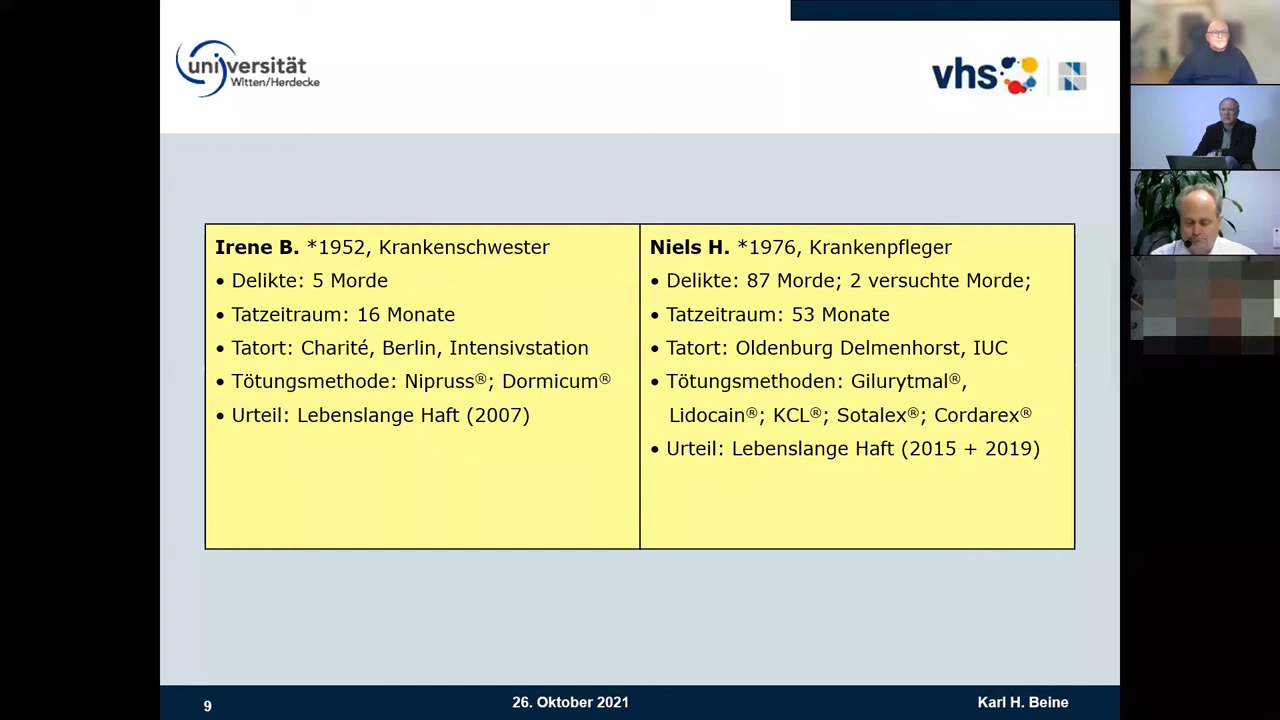 universität
Witten/Herdecke
vhs
Irene B. *1952, Krankenschwester
• Delikte: 5 Morde
• Tatzeitraum: 16 Monate
• Tatort: Charité, Berlin, Intensivstation
• Tötungsmethode: Nipruss®; Dormicum®
• Urteil: Lebenslange Haft (2007)
Niels H. *1976, Krankenpfleger
• Delikte: 87 Morde; 2 versuchte Morde;
• Tatzeitraum: 53 Monate
• Tatort: Oldenburg Delmenhorst, IUC
• Tötungsmethoden: Gilurytmal®,
Lidocain®; KCL®; Sotalex®; Cordarex®
• Urteil: Lebenslange Haft (2015 + 2019)
9
26. Oktober 2021
Karl H. Beine